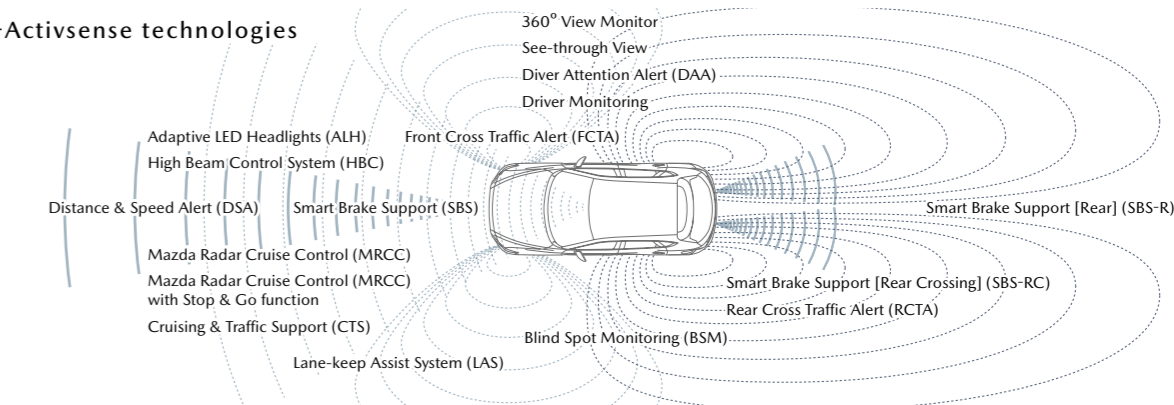 -Activsense technologies
360° View Monitor
See-through View
Diver Attention Alert (DAA)
Driver Monitoring
Adaptive LED Headlights (ALH)
Front Cross Traffic Alert (FCTA)
High Beam Control System (HBC)
Distance & Speed Alert (DSA)
Smart Brake Support (SBS)
Smart Brake Support [Rear] (SBS-R)
Mazda Radar Cruise Control (MRCC)
Mazda Radar Cruise Control (MRCC)
with Stop & Go function
Cruising & Traffic Support (CTS)
Smart Brake Support [Rear Crossing] (SBS-RC)
Rear Cross Traffic Alert (RCTA)
Blind Spot Monitoring (BSM)
Lane-keep Assist System (LAS)